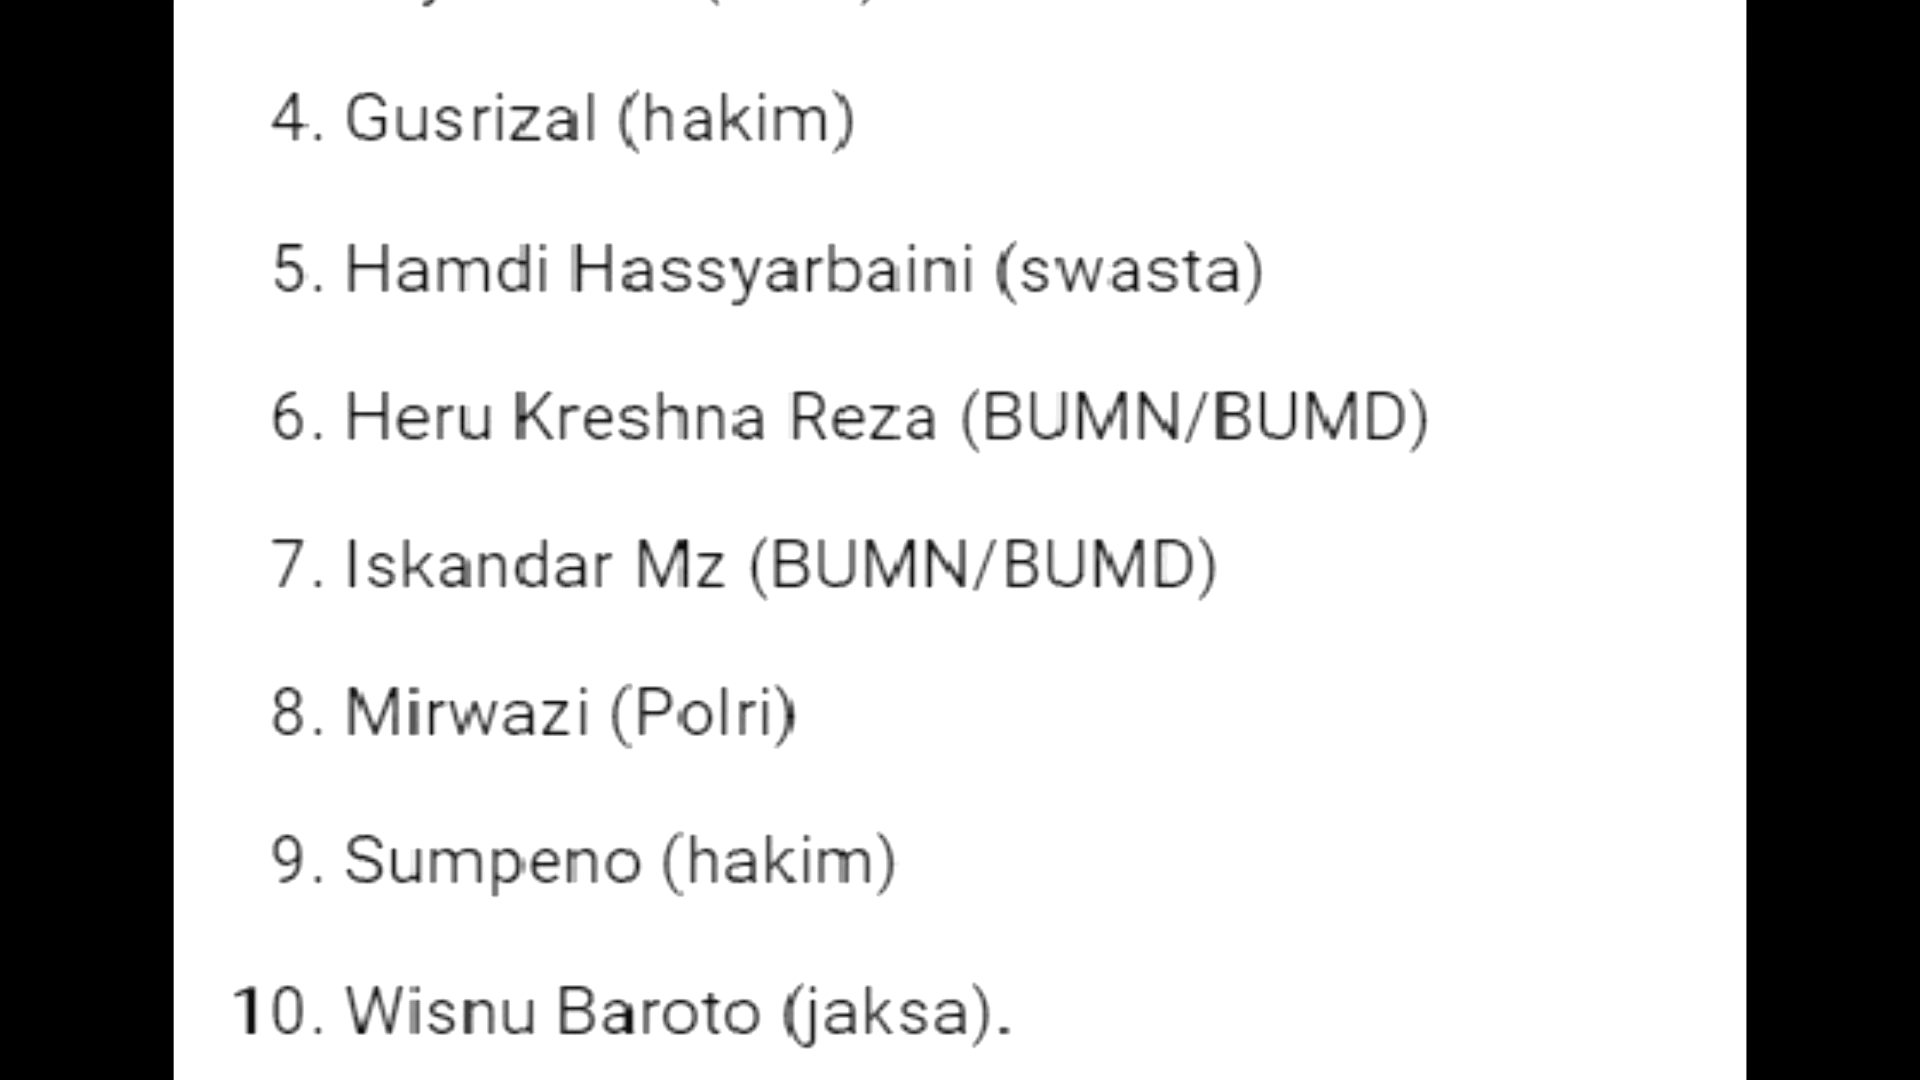 4. Gusrizal (hakim)
5. Hamdi Hassyarbaini (swasta)
6. Heru Kreshna Reza (BUMN/BUMD)
7. Iskandar Mz (BUMN/BUMD)
8. Mirwazi (Polri)
9. Sumpeno (hakim)
10. Wisnu Baroto (jaksa).